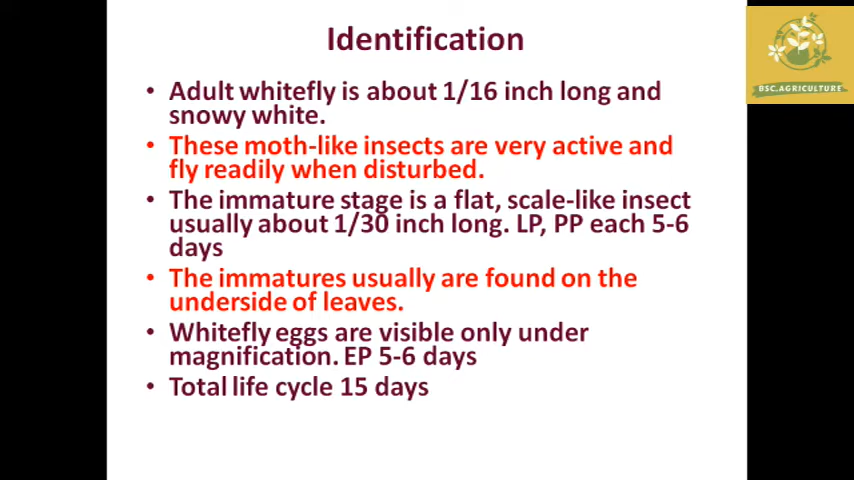 Identification
BSC.AGRICULTURE
• Adult whitefly is about 1/16 inch long and
snowy white.
• These moth-like insects are very active and
fly readily when disturbed.
• The immature stage is a flat, scale-like insect
usually about 1/30 inch long. LP, PP each 5-6
days
• The immatures usually are found on the
underside of leaves.
• Whitefly eggs are visible only under
magnification. EP 5-6 days
• Total life cycle 15 days